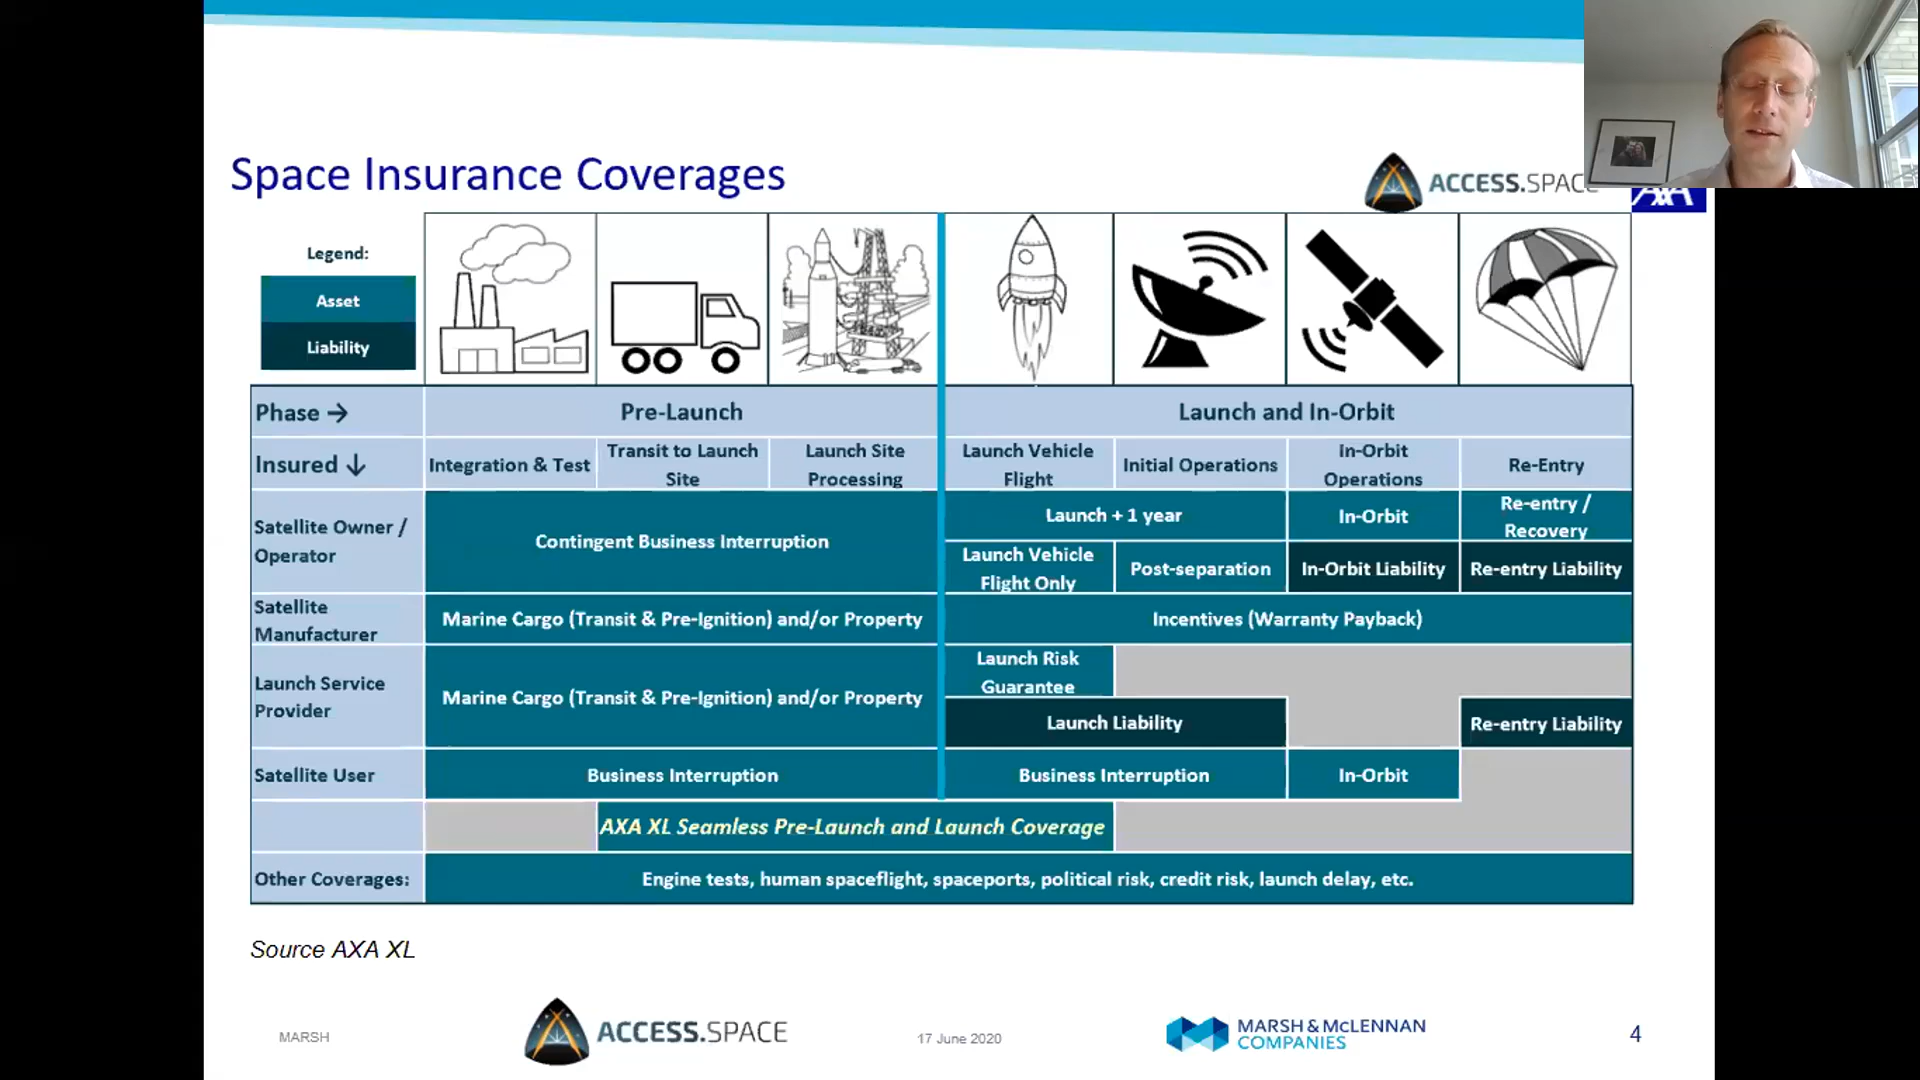 Space Insurance Coverages
ACCESS.SPACE
AXA
Legend:
Asset
Liability
Phase →
Pre-Launch
Launch and In-Orbit
Insured ↓
Integration & Test
Transit to Launch
Site
Launch Site
Processing
Launch Vehicle
Flight
Initial Operations
In-Orbit
Operations
Re-Entry
Satellite Owner /
Operator
Contingent Business Interruption
Launch + 1 year
In-Orbit
Re-entry /
Recovery
Launch Vehicle
Flight Only
Post-separation
In-Orbit Liability
Re-entry Liability
Satellite
Manufacturer
Marine Cargo (Transit & Pre-Ignition) and/or Property
Incentives (Warranty Payback)
Launch Service
Provider
Marine Cargo (Transit & Pre-Ignition) and/or Property
Launch Risk
Guarantee
Launch Liability
Re-entry Liability
Satellite User
Business Interruption
Business Interruption
In-Orbit
AXA XL Seamless Pre-Launch and Launch Coverage
Other Coverages:
Engine tests, human spaceflight, spaceports, political risk, credit risk, launch delay, etc.
Source AXA XL
MARSH
ACCESS.SPACE
17 June 2020
MARSH & McLENNAN
COMPANIES
4